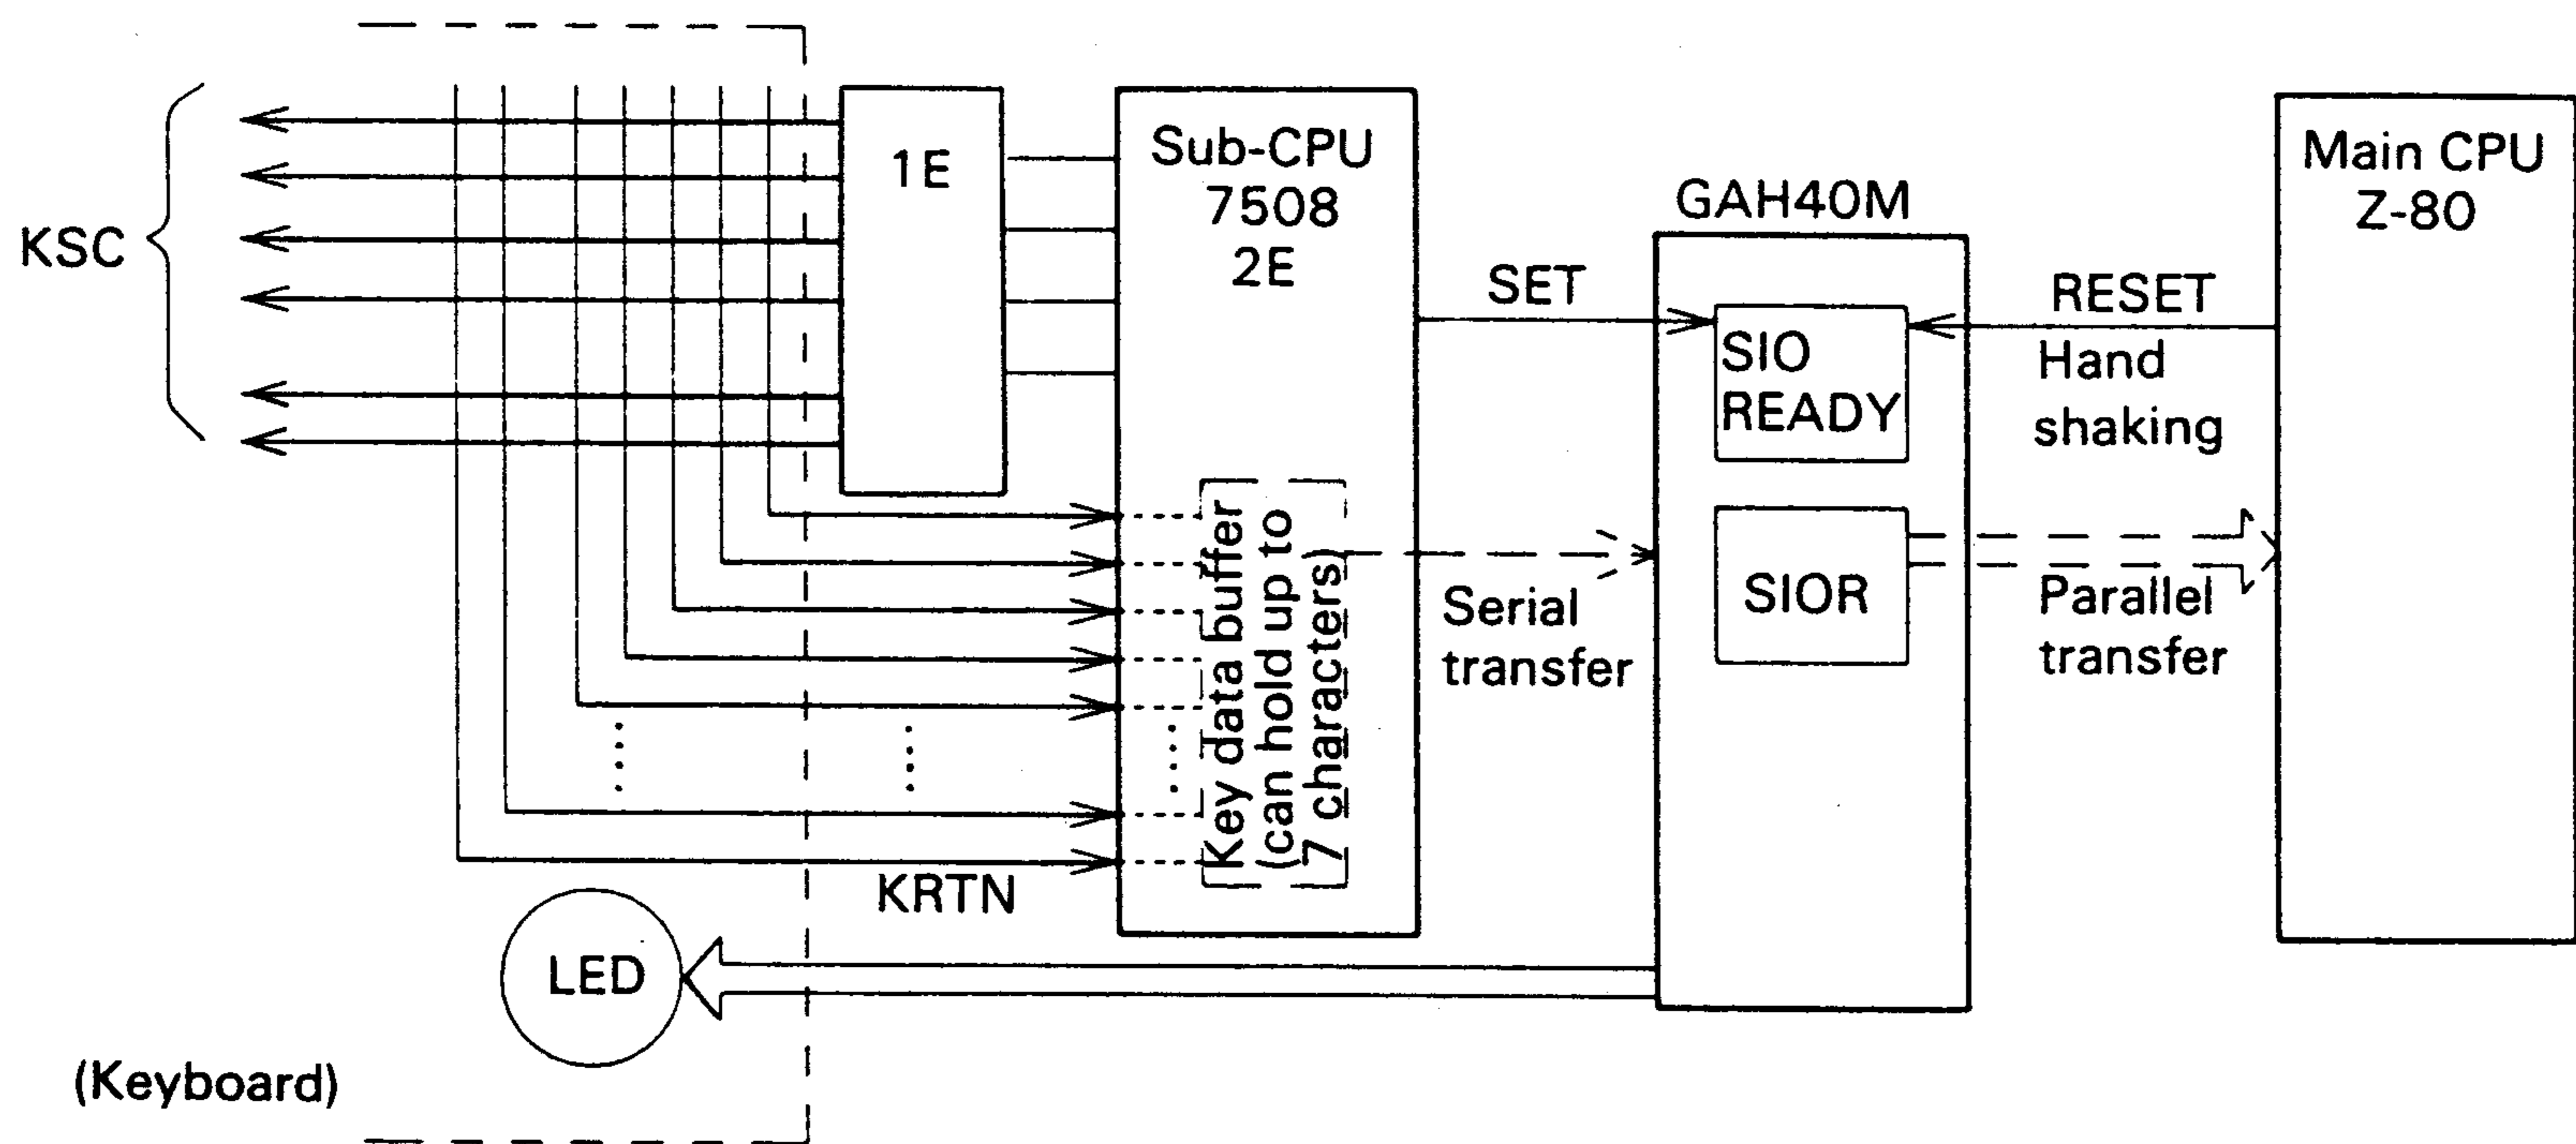 KSC
1E
Sub-CPU
7508
2E
Key data buffer
(can hold up to
7 characters)
KRTN
LED
(Keyboard)
SET
Serial
transfer
GAH40M
SIO
READY
SIOR
RESET
Hand
shaking
Parallel
transfer
Main CPU
Z-80